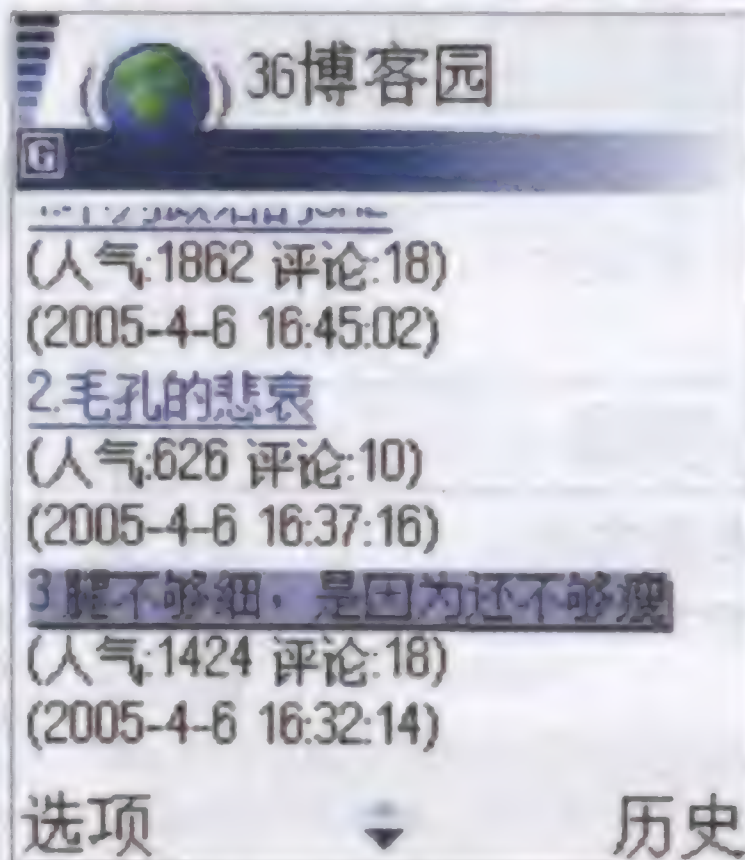 36博客园
G
(人气:1862 评论:18)
(2005-4-6 16:45:02)
2.毛孔的悲哀
(人气:626 评论:10)
(2005-4-6 16:37:16)
3.腿不够细，是因为还不够瘦
(人气:1424 评论:18)
(2005-4-6 16:32:14)
选项 历史